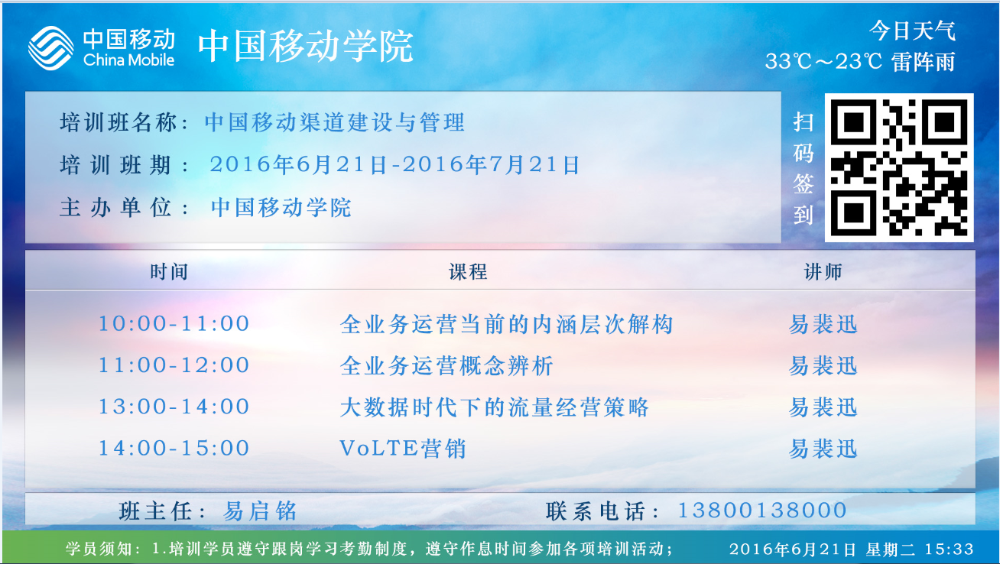 中国移动
China Mobile
中国移动学院
今日天气
33℃～23℃ 雷阵雨
培训班名称： 中国移动渠道建设与管理
培训班期： 2016年6月21日-2016年7月21日
主办单位： 中国移动学院
扫码签到
时间 课程 讲师
10:00-11:00 全业务运营当前的内涵层次解构 易裴迅
11:00-12:00 全业务运营概念辨析 易裴迅
13:00-14:00 大数据时代下的流量经营策略 易裴迅
14:00-15:00 VoLTE营销 易裴迅
班主任： 易启铭 联系电话： 13800138000
学员须知：1.培训学员遵守跟岗学习考勤制度，遵守作息时间参加各项培训活动； 2016年6月21日 星期二 15:33